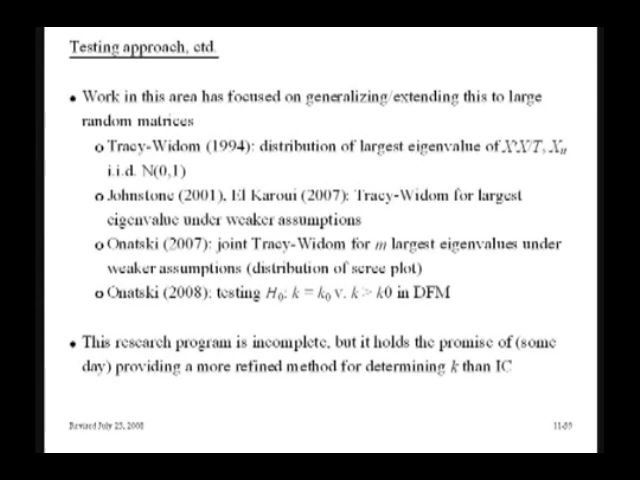 Testing approach, ctd.
• Work in this area has focused on generalizing/extending this to large
random matrices
o Tracy-Widom (1994): distribution of largest eigenvalue of X'X/T, Xit
i.i.d. N(0,1)
o Johnstone (2001), El Karoui (2007): Tracy-Widom for largest
eigenvalue under weaker assumptions
o Onatski (2007): joint Tracy-Widom for m largest eigenvalues under
weaker assumptions (distribution of scree plot)
o Onatski (2008): testing H0: k = k0 v. k > k0 in DFM
• This research program is incomplete, but it holds the promise of (some
day) providing a more refined method for determining k than IC
Revised July 23, 2008